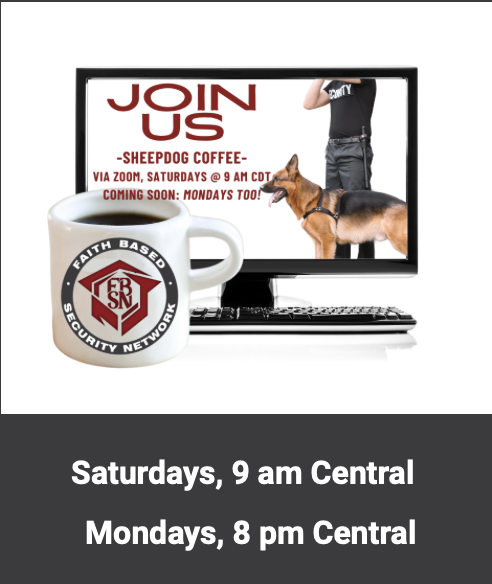 JOIN
US
-SHEEPDOG COFFEE-
VIA ZOOM, SATURDAYS @ 9 AM CDT
COMING SOON: MONDAYS TOO!
FAITH BASED
FBSN
SECURITY NETWORK
Saturdays, 9 am Central
Mondays, 8 pm Central